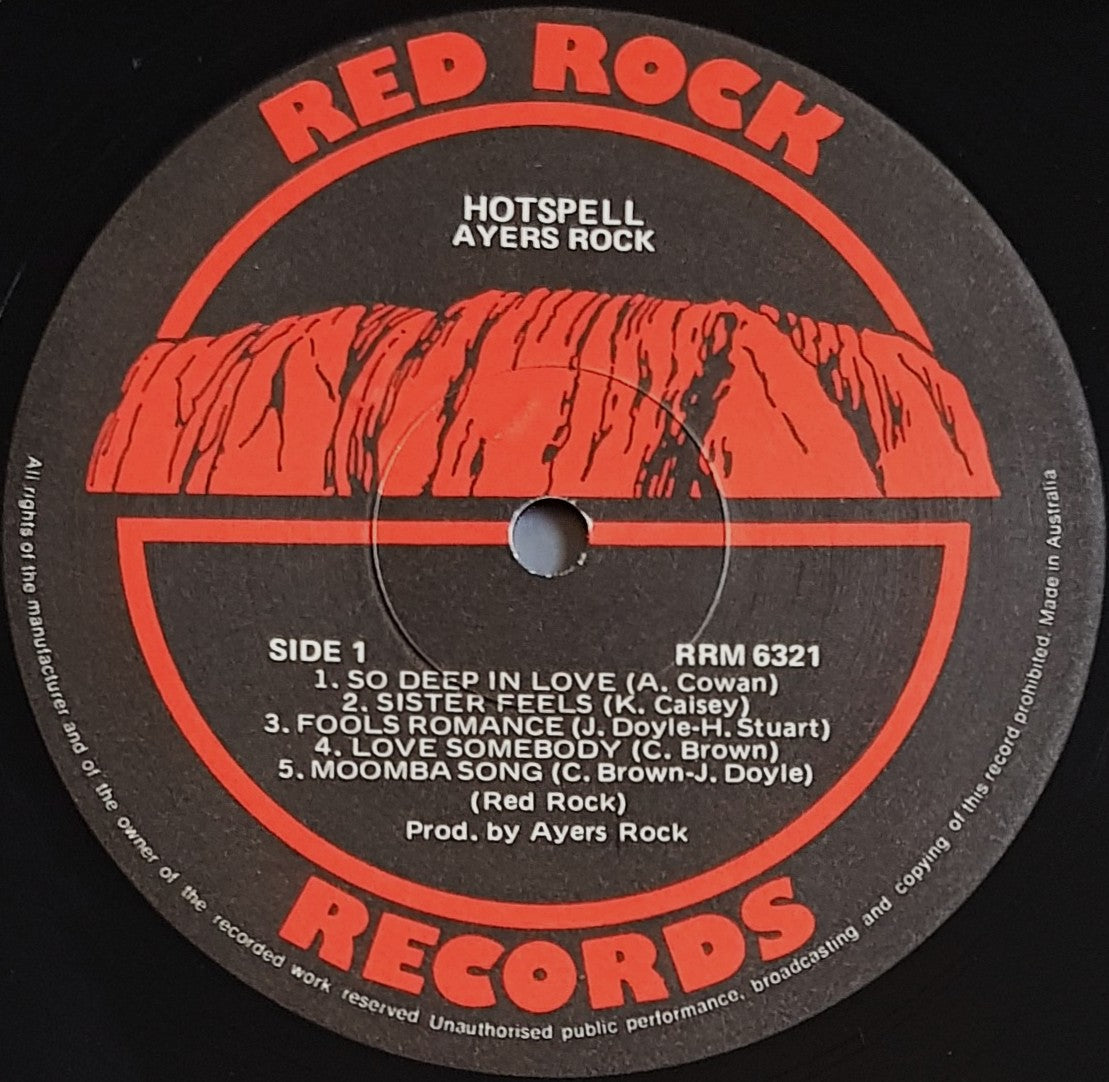 RED ROCK
HOTSPELL
AYERS ROCK
SIDE 1 RRM 6321
1. SO DEEP IN LOVE (A. Cowan)
2. SISTER FEELS (K. Caisey)
3. FOOLS ROMANCE (J. Doyle-H. Stuart)
4. LOVE SOMEBODY (C. Brown)
5. MOOMBA SONG (C. Brown-J. Doyle)
(Red Rock)
Prod. by Ayers Rock
RECORDS
All rights of the manufacturer and of the owner of the recorded work reserved Unauthorised public performance, broadcasting and copying of this record prohibited. Made in Australia